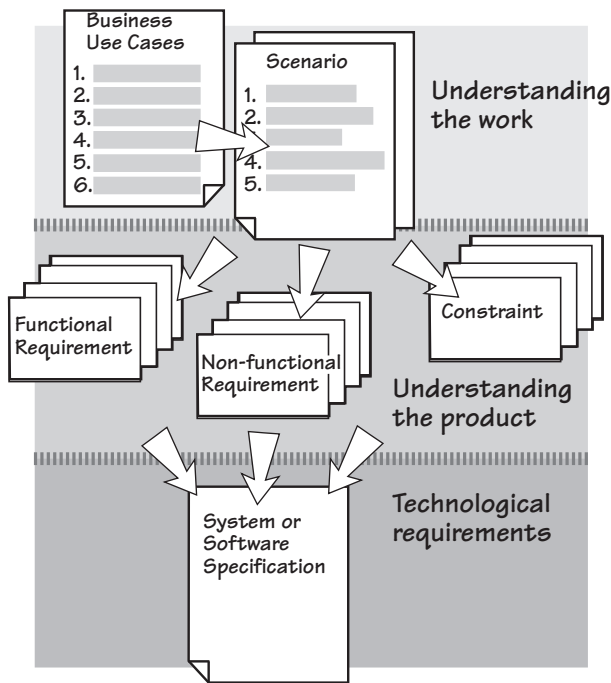 Business
Use Cases
1.
2.
3.
4.
5.
6.
Scenario
1.
2.
4.
5.
Understanding
the work
Functional
Requirement
Non-functional
Requirement
Constraint
Understanding
the product
System or
Software
Specification
Technological
requirements